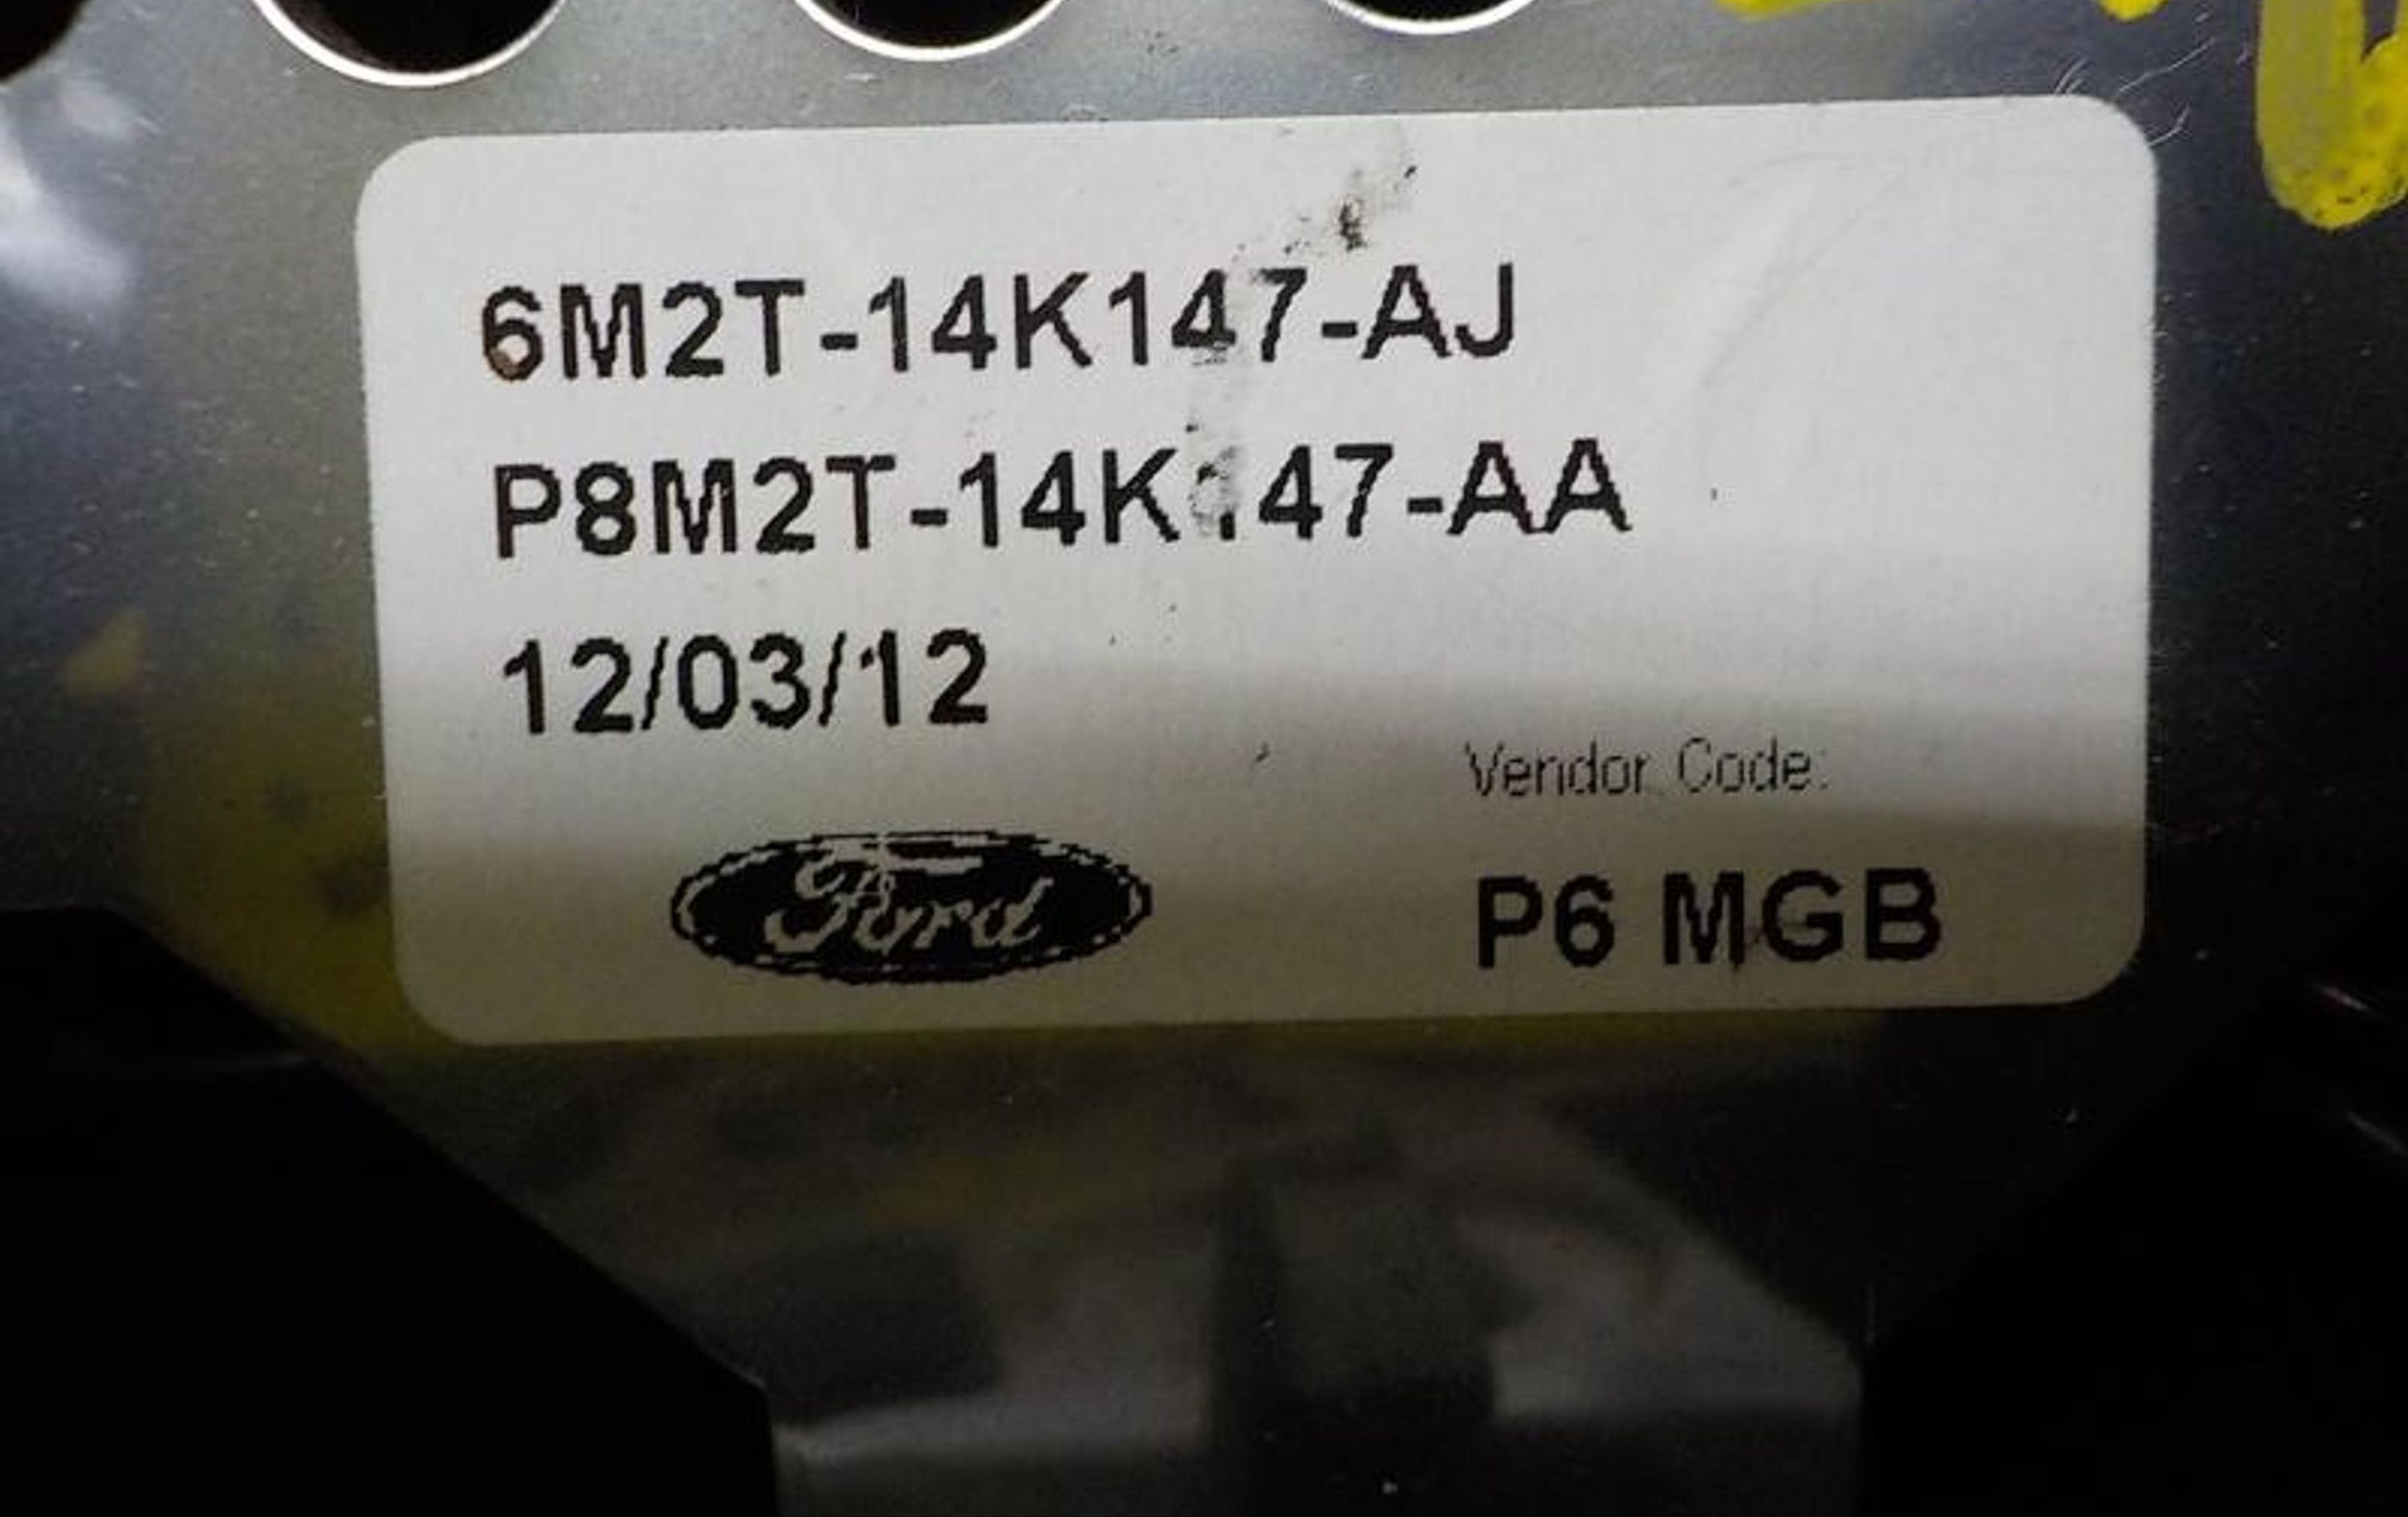 6M2T-14K147-AJ
P8M2T-14K147-AA
12/03/12
Vendor Code:
Ford
P6 MGB